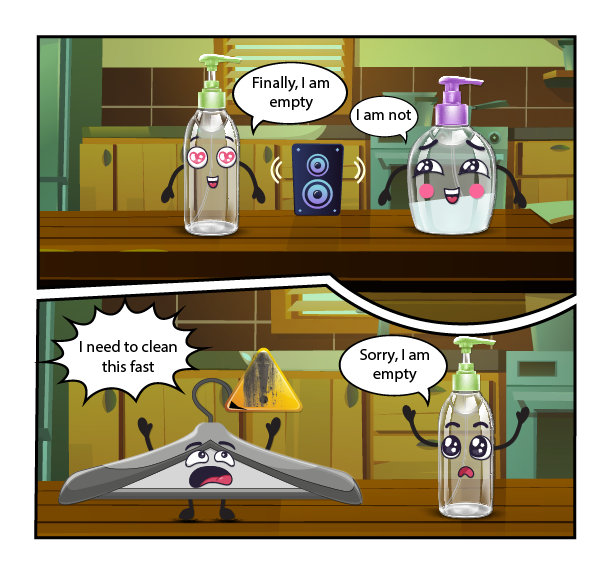 Finally, I am
empty
I am not
I need to clean
this fast
Sorry, I am
empty